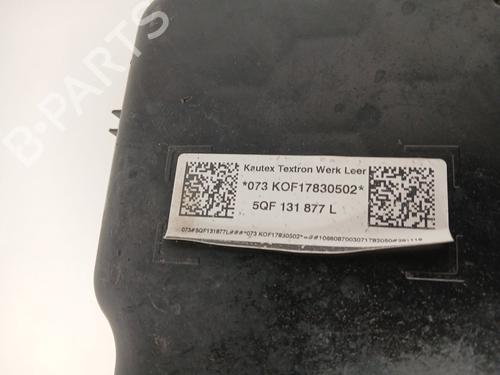 B-PARTS
Kautex Textron Werk Leer
*073 KOF17830502*
5QF 131 877 L